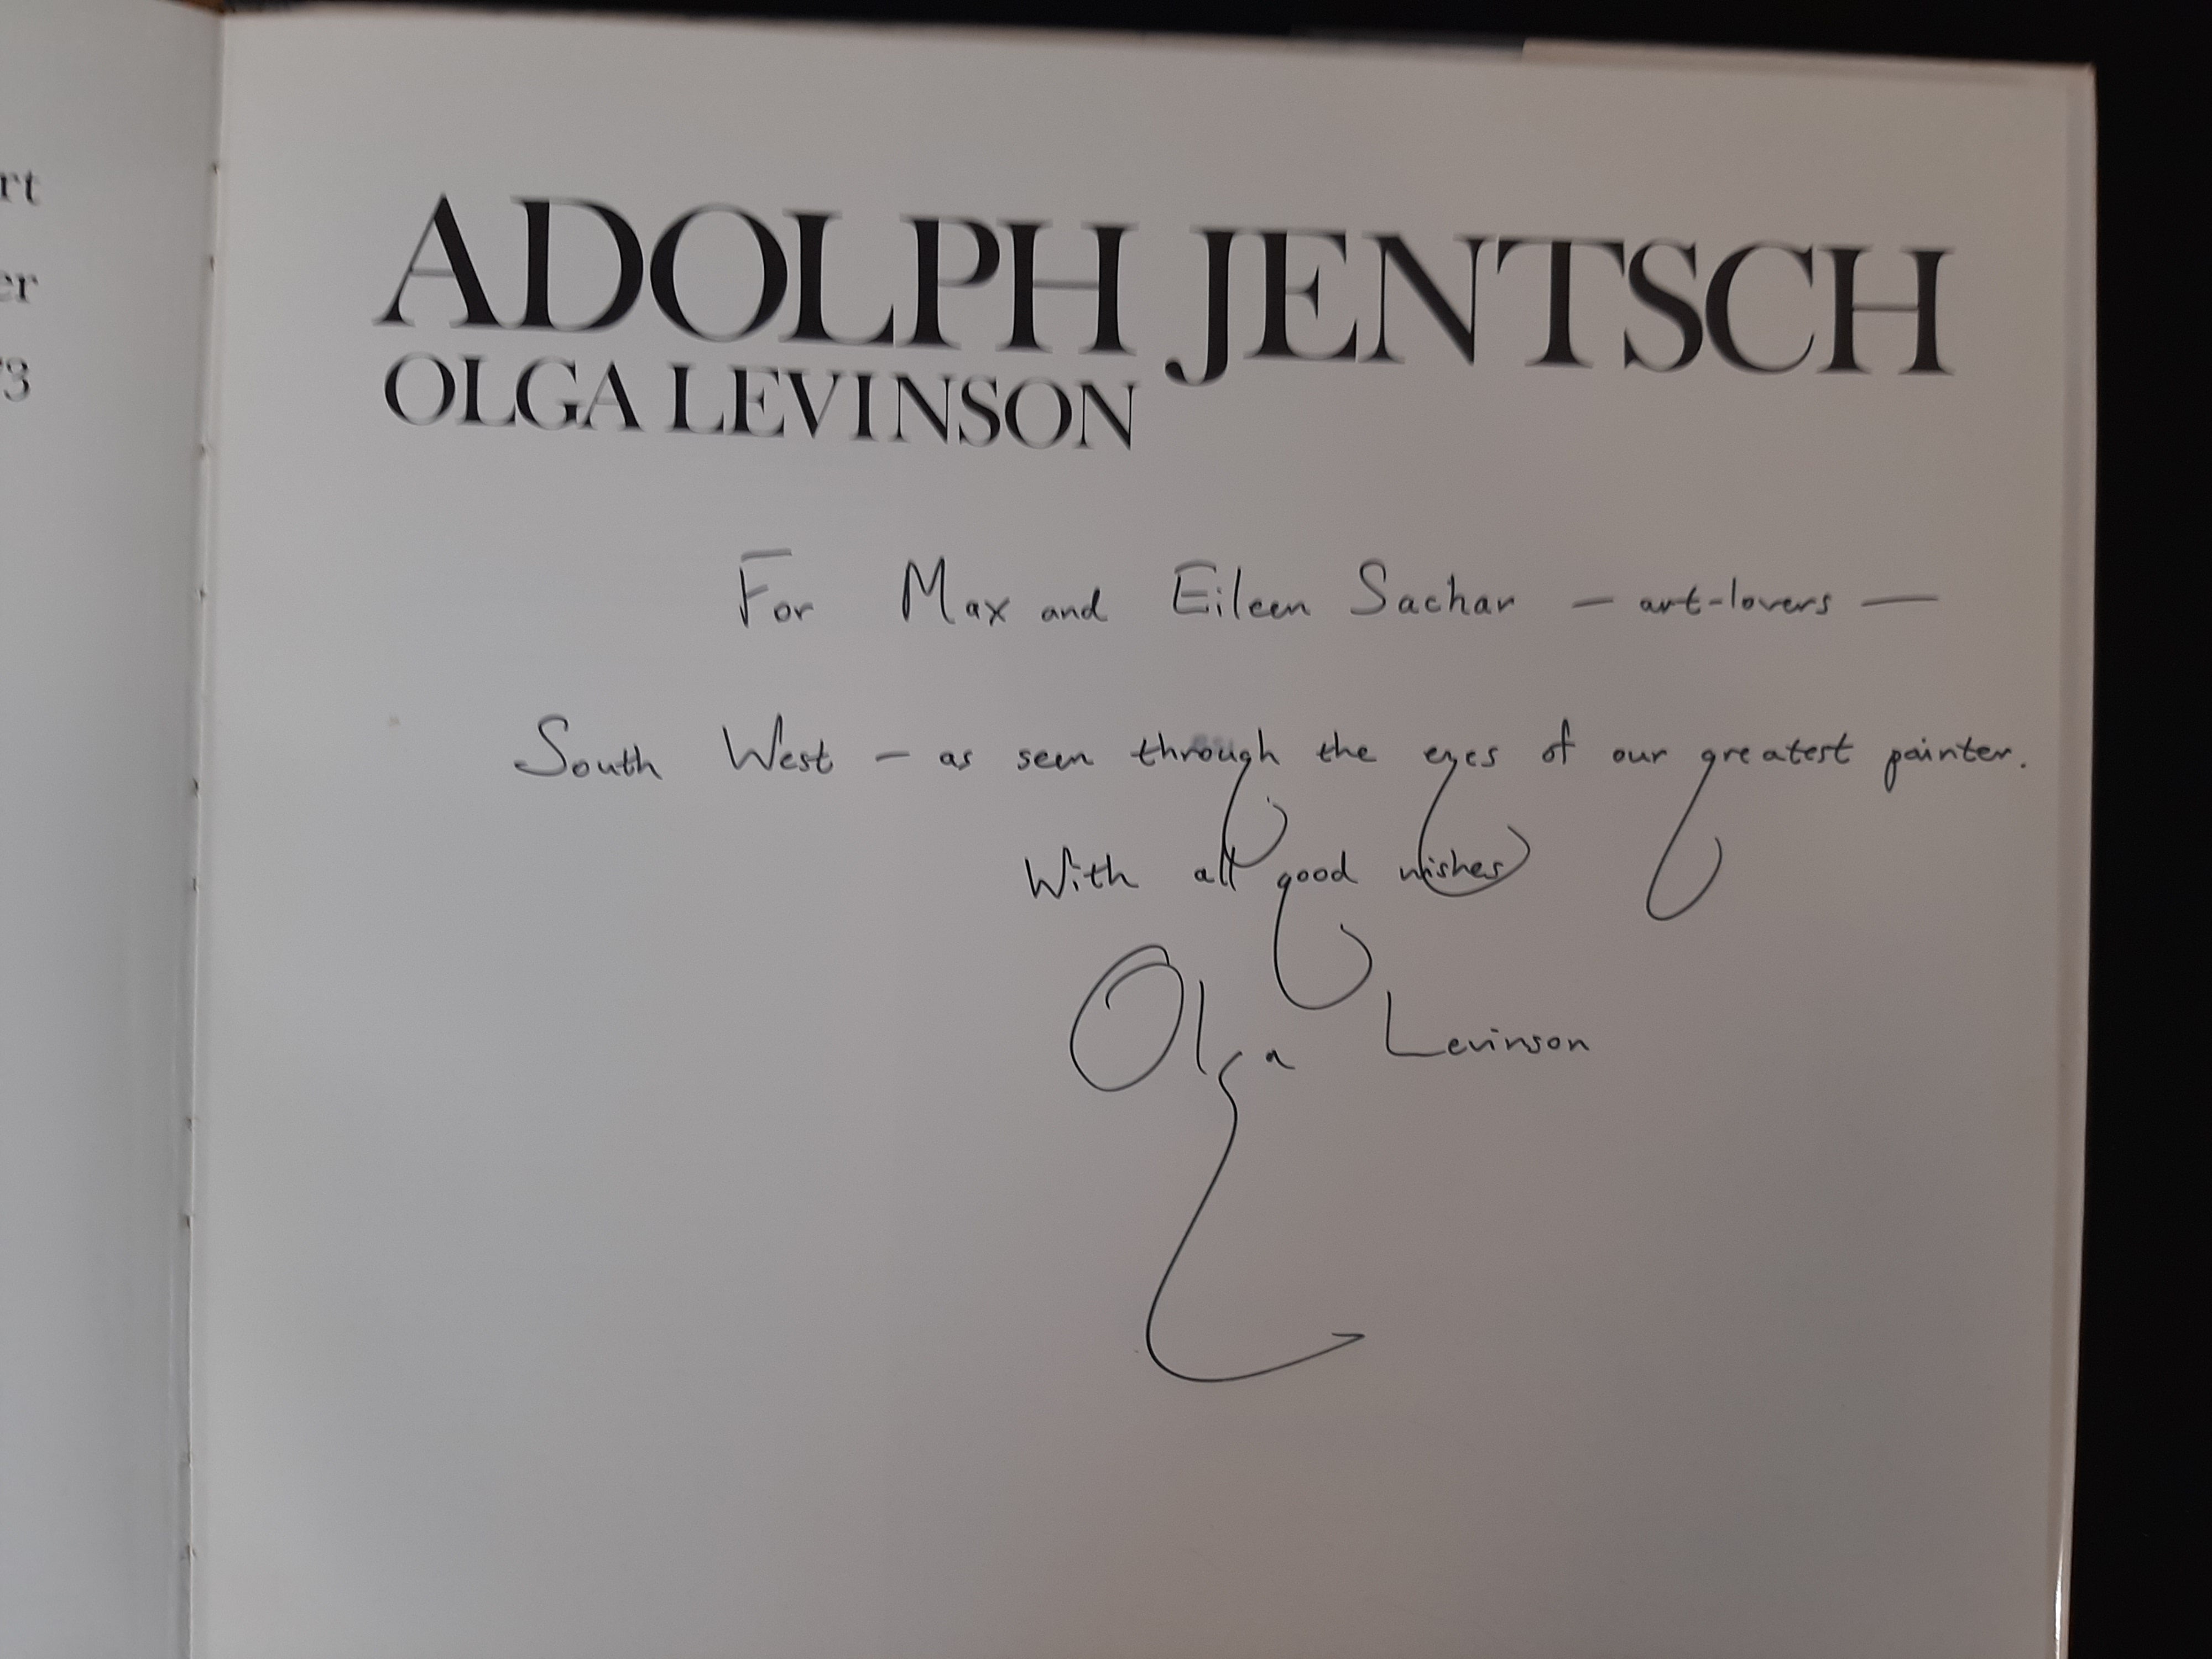 rt
er
73
ADOLPH JENTSCH
OLGA LEVINSON
For Max and Eileen Sachar — art-lovers —
South West — as seen through the eyes of our greatest painter.
With all good wishes
Olga Levinson